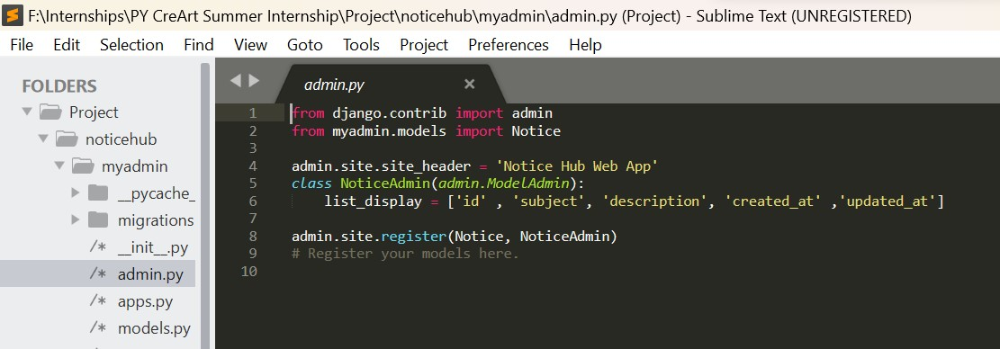 F:\Internships\PY CreArt Summer Internship\Project\noticehub\myadmin\admin.py (Project) - Sublime Text (UNREGISTERED)
File Edit Selection Find View Goto Tools Project Preferences Help
FOLDERS
Project
noticehub
myadmin
__pycache_
migrations
/* __init__.py
/* admin.py
/* apps.py
/* models.py
admin.py ×
1 from django.contrib import admin
2 from myadmin.models import Notice
3
4 admin.site.site_header = 'Notice Hub Web App'
5 class NoticeAdmin(admin.ModelAdmin):
6     list_display = ['id' , 'subject', 'description', 'created_at' ,'updated_at']
7
8 admin.site.register(Notice, NoticeAdmin)
9 # Register your models here.
10